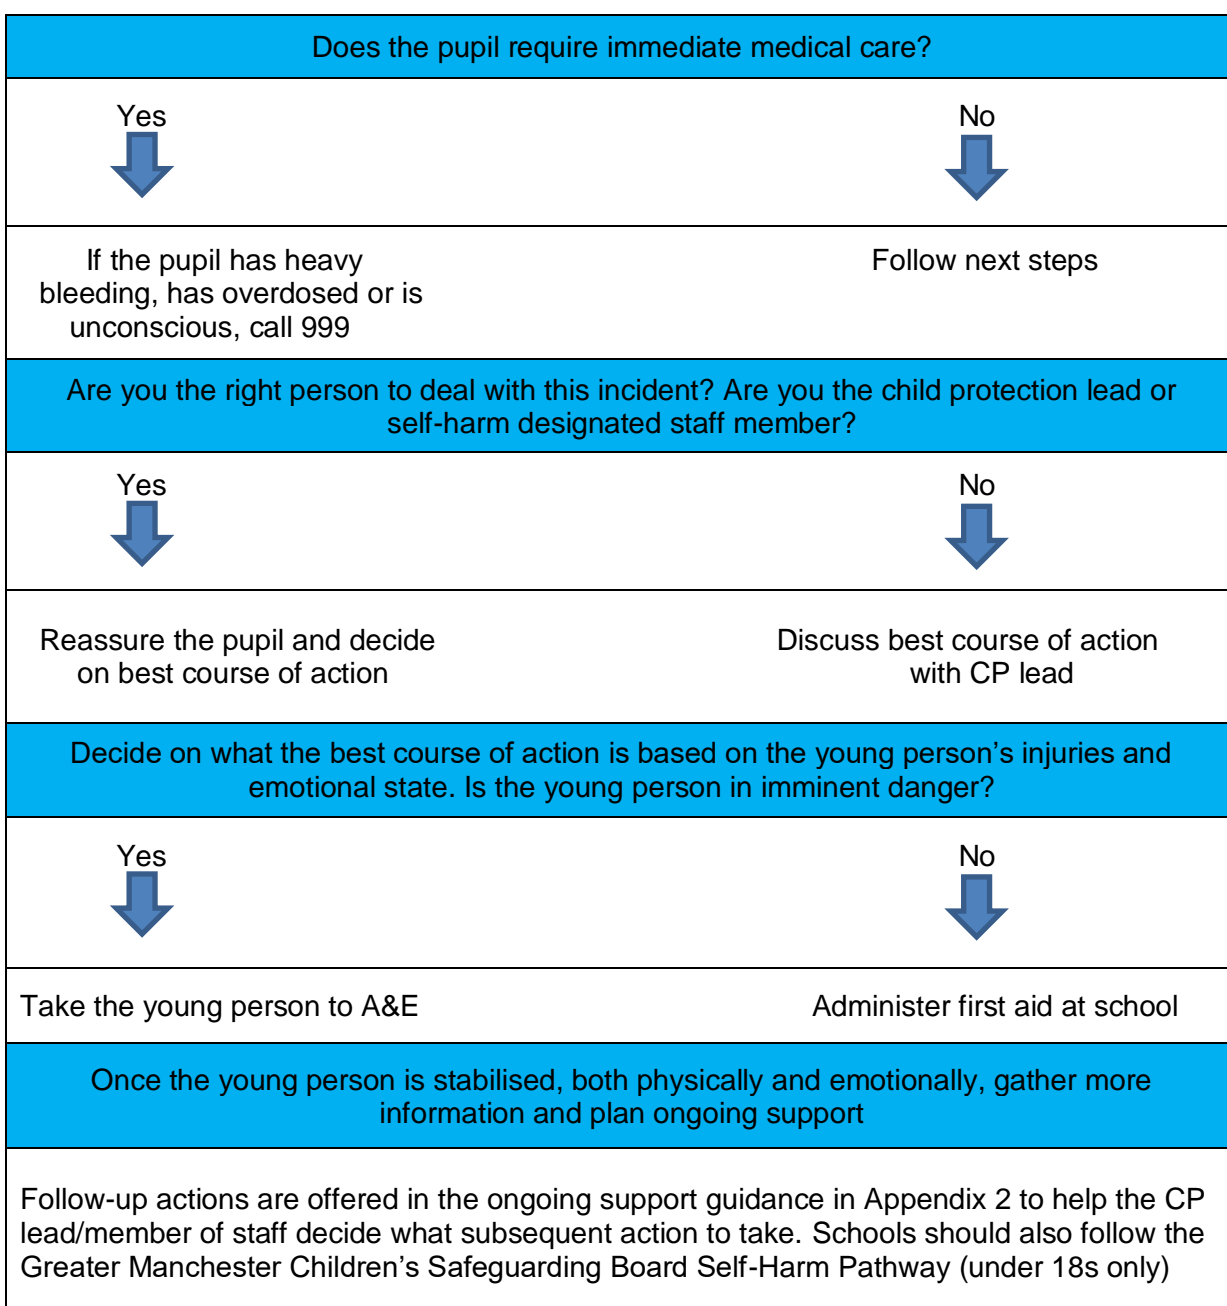 Does the pupil require immediate medical care?
Yes
No
If the pupil has heavy
bleeding, has overdosed or is
unconscious, call 999
Follow next steps
Are you the right person to deal with this incident? Are you the child protection lead or
self-harm designated staff member?
Yes
No
Reassure the pupil and decide
on best course of action
Discuss best course of action
with CP lead
Decide on what the best course of action is based on the young person’s injuries and
emotional state. Is the young person in imminent danger?
Yes
No
Take the young person to A&E
Administer first aid at school
Once the young person is stabilised, both physically and emotionally, gather more
information and plan ongoing support
Follow-up actions are offered in the ongoing support guidance in Appendix 2 to help the CP
lead/member of staff decide what subsequent action to take. Schools should also follow the
Greater Manchester Children’s Safeguarding Board Self-Harm Pathway (under 18s only)